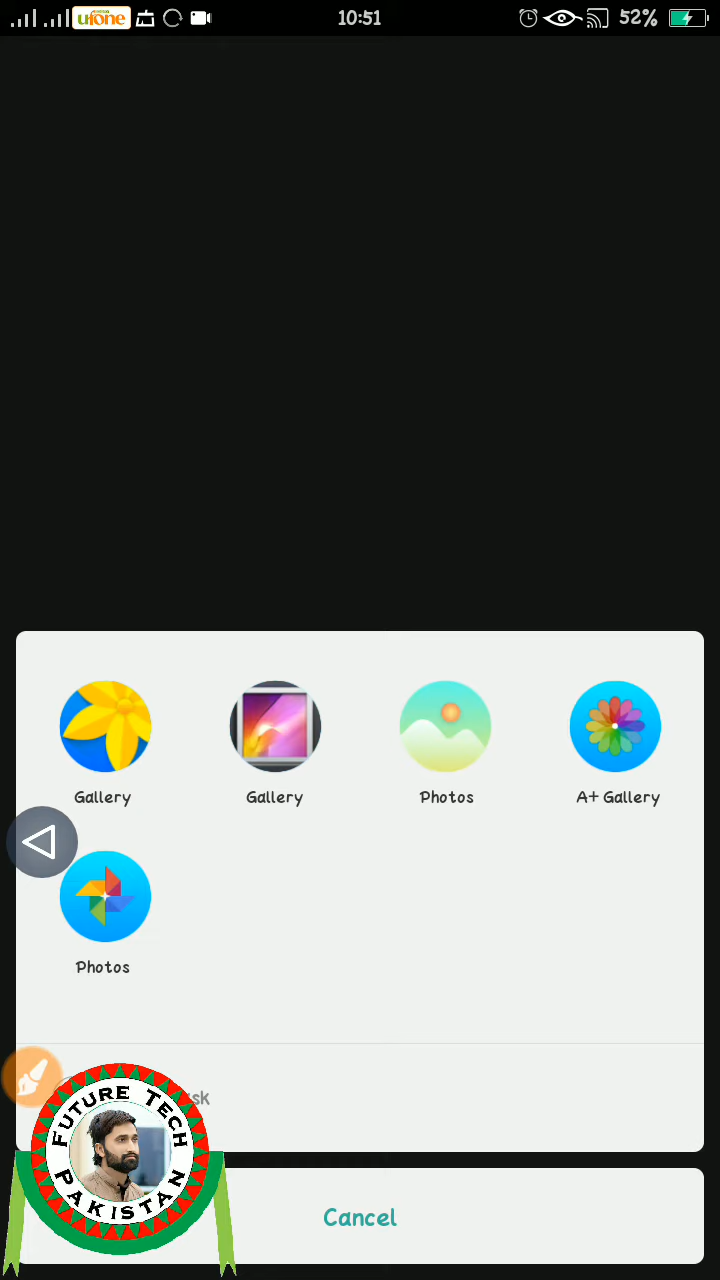 ufone
10:51
52%
Gallery
Gallery
Photos
A+ Gallery
Photos
FUTURE TECH
PAKISTAN
Cancel